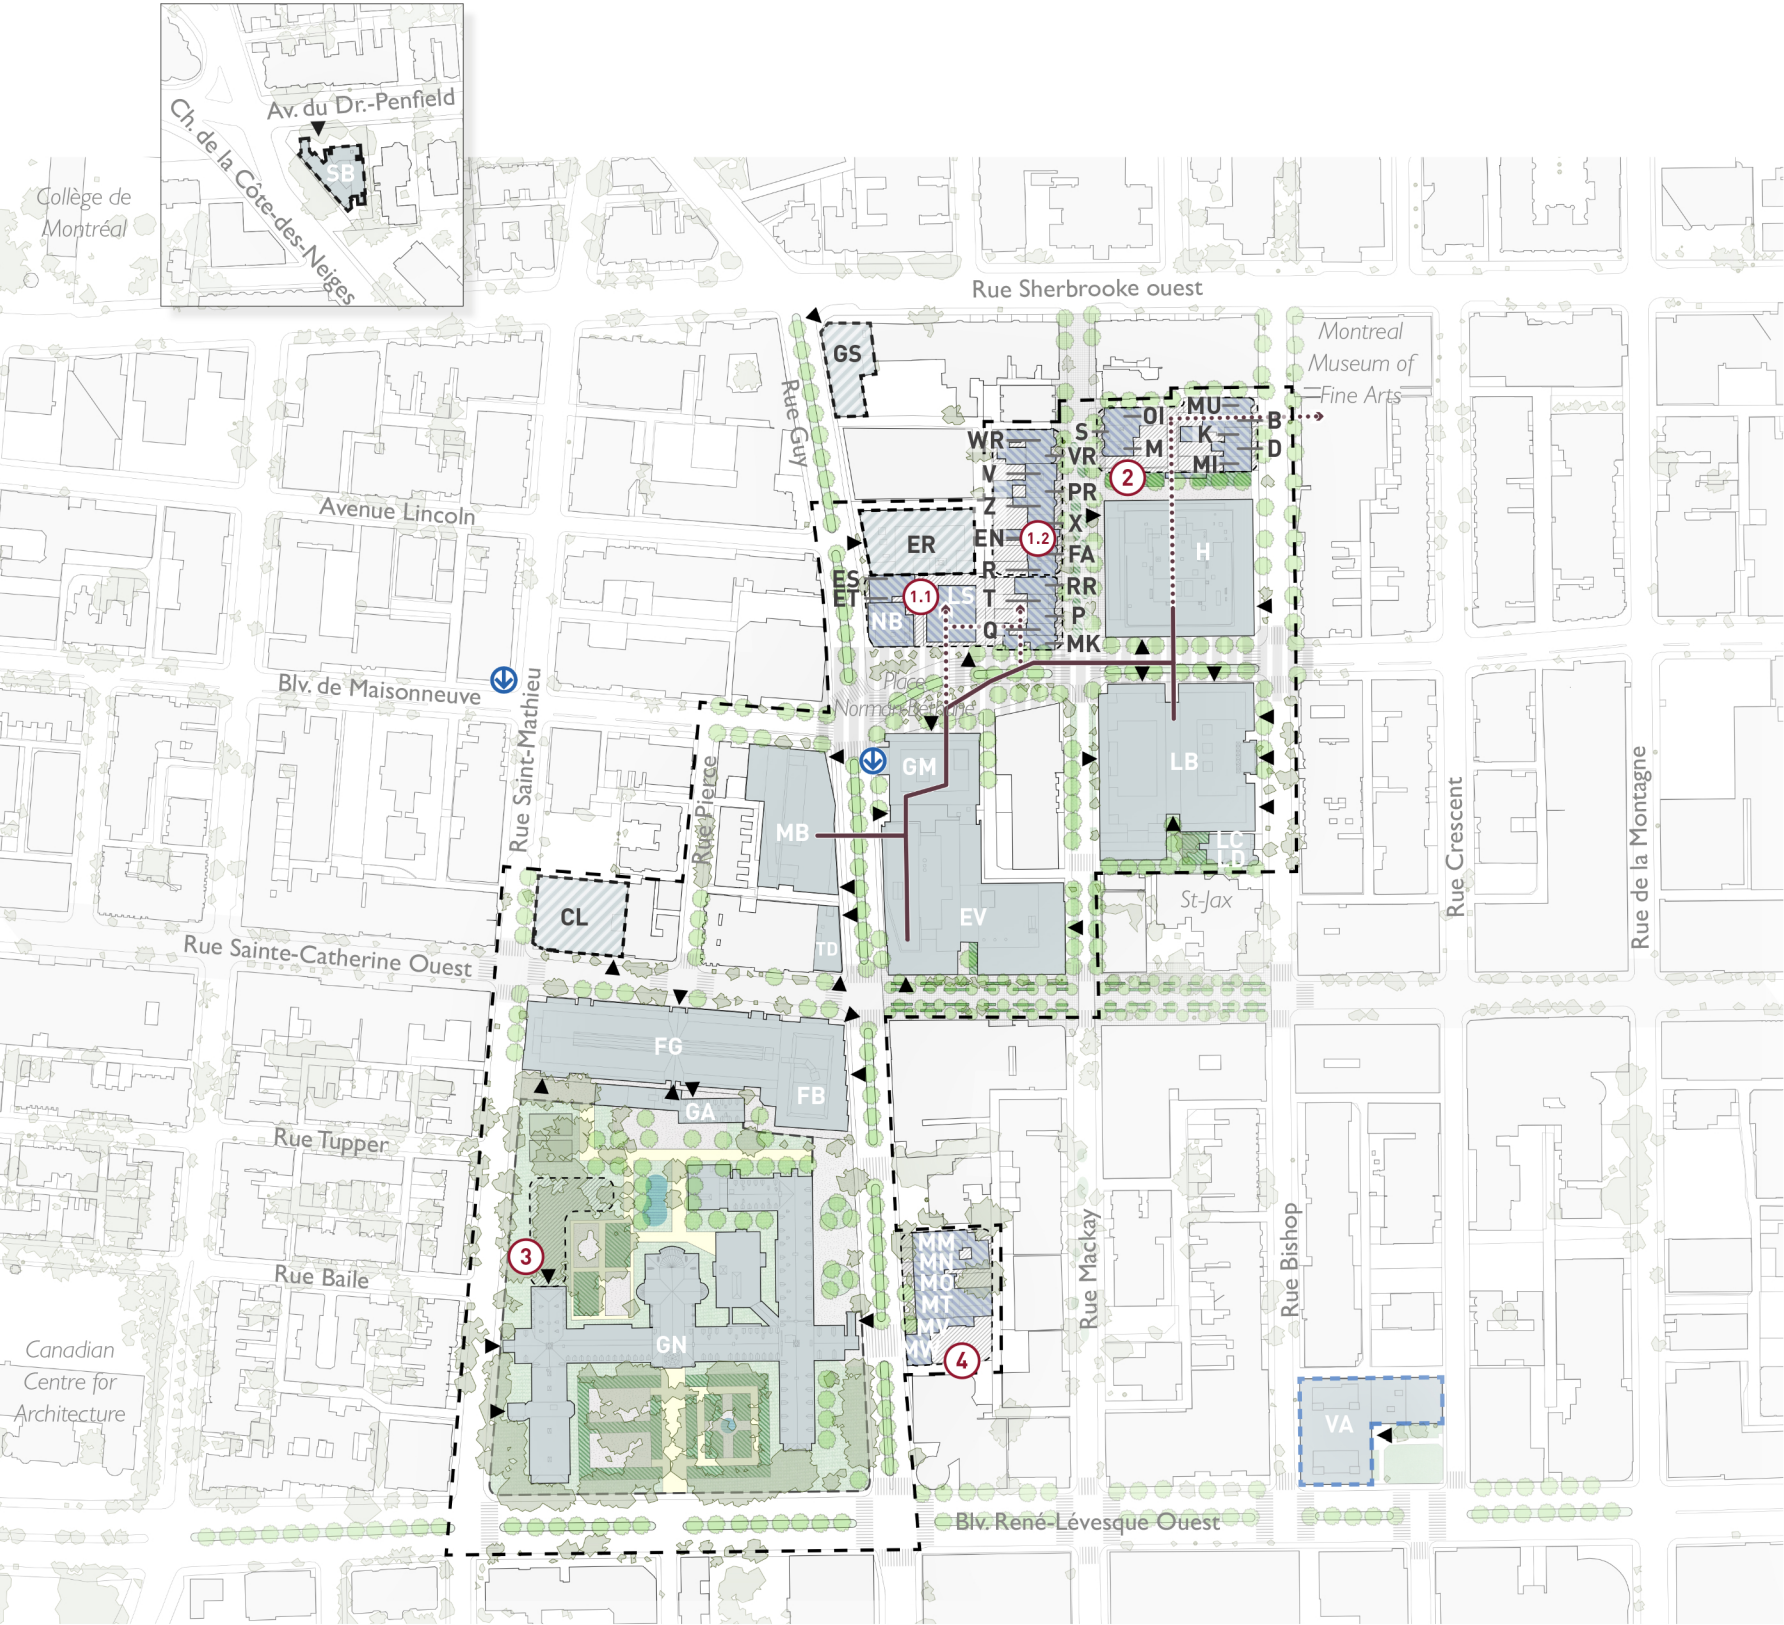 Av. du Dr.-Penfield
Ch. de la Côte-des-Neiges
SB
Collège de
Montréal
Rue Sherbrooke ouest
Montreal
Museum of
Fine Arts
GS
Rue Guy
WR
V
Z
EN
R
T
Q
S
VR
PR
X
FA
RR
P
MK
OI
M
MU
K
MI
B
D
2
1.2
H
Avenue Lincoln
ER
ES
ET
1.1
LS
NB
Blv. de Maisonneuve
Place
Norman-Béthune
Rue Saint-Mathieu
Rue Pierce
GM
MB
LB
LC
LD
Rue Crescent
Rue de la Montagne
CL
TD
EV
St-Jax
Rue Sainte-Catherine Ouest
FG
FB
GA
Rue Tupper
Rue Baile
3
MM
MN
MO
MT
MV
MW
4
Rue Mackay
Rue Bishop
GN
Canadian
Centre for
Architecture
VA
Blv. René-Lévesque Ouest